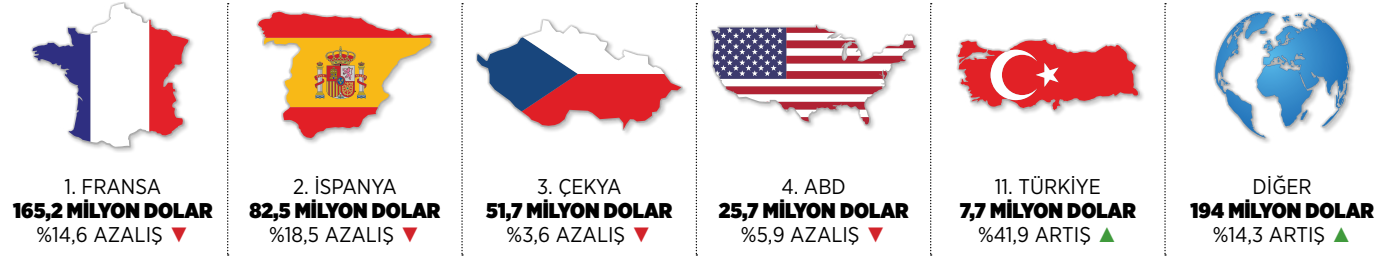 1. FRANSA
165,2 MİLYON DOLAR
%14,6 AZALIŞ ▼
2. İSPANYA
82,5 MİLYON DOLAR
%18,5 AZALIŞ ▼
3. ÇEKYA
51,7 MİLYON DOLAR
%3,6 AZALIŞ ▼
4. ABD
25,7 MİLYON DOLAR
%5,9 AZALIŞ ▼
11. TÜRKİYE
7,7 MİLYON DOLAR
%41,9 ARTIŞ ▲
DİĞER
194 MİLYON DOLAR
%14,3 ARTIŞ ▲